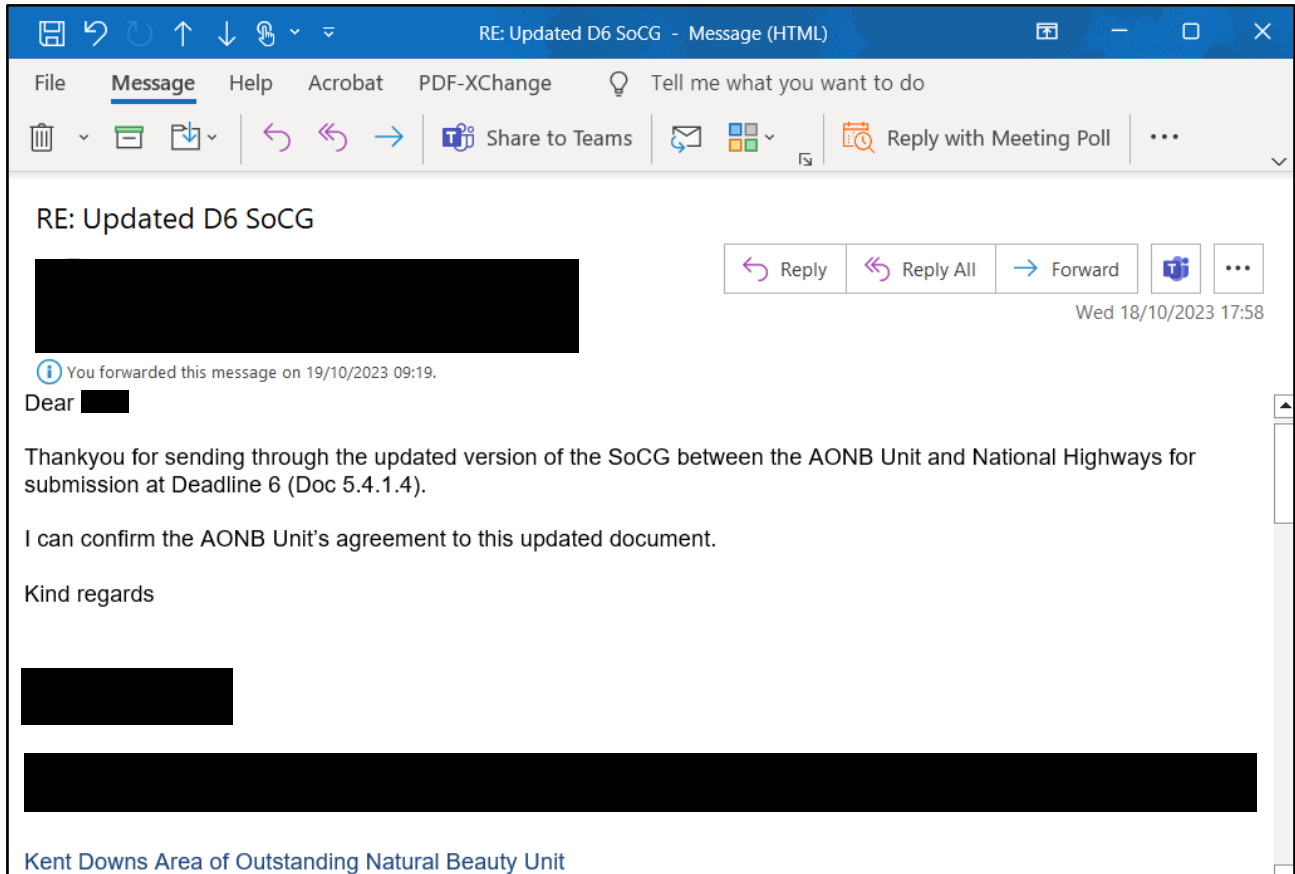 RE: Updated D6 SoCG - Message (HTML)
File Message Help Acrobat PDF-XChange Tell me what you want to do
Share to Teams Reply with Meeting Poll
RE: Updated D6 SoCG
Reply Reply All Forward
Wed 18/10/2023 17:58
You forwarded this message on 19/10/2023 09:19.
Dear
Thankyou for sending through the updated version of the SoCG between the AONB Unit and National Highways for
submission at Deadline 6 (Doc 5.4.1.4).
I can confirm the AONB Unit’s agreement to this updated document.
Kind regards
Kent Downs Area of Outstanding Natural Beauty Unit